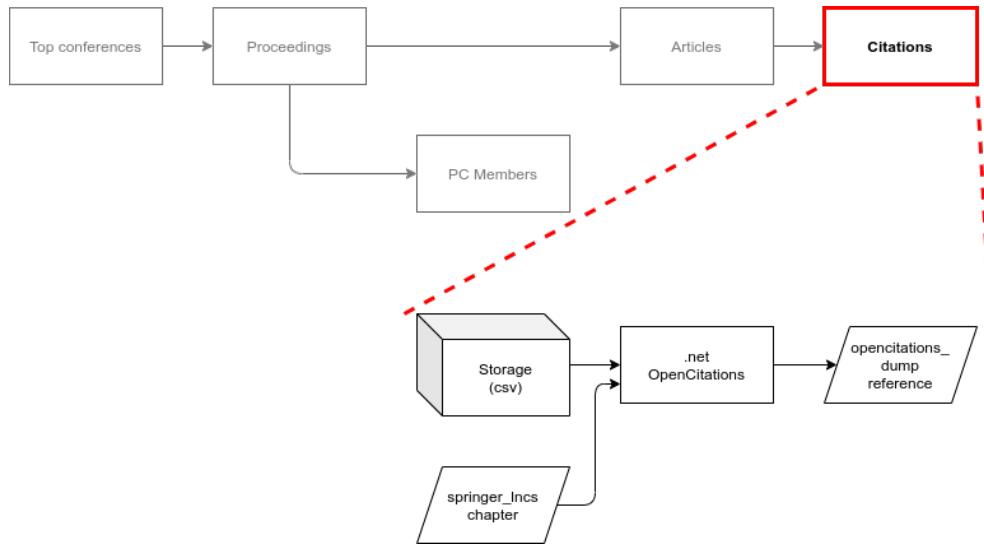 Top conferences
Proceedings
Articles
Citations
PC Members
Storage
(csv)
.net
OpenCitations
opencitations_
dump
reference
springer_lncs
chapter